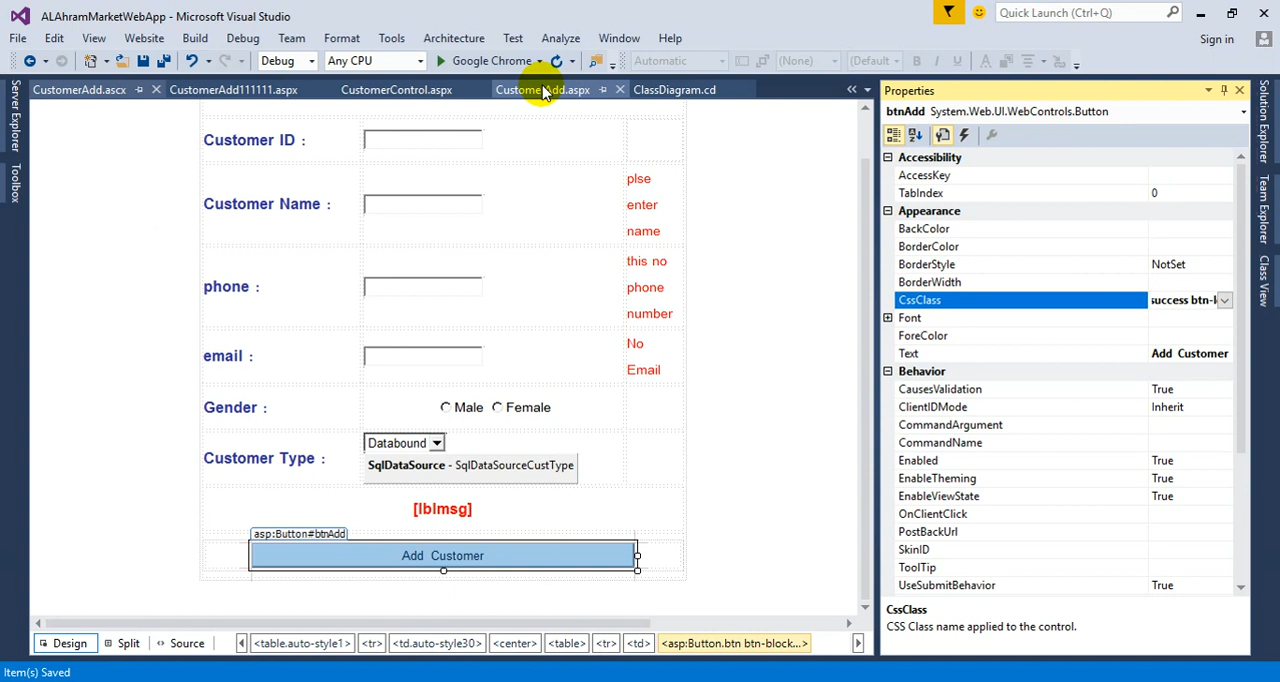 ALAhramMarketWebApp - Microsoft Visual Studio
Quick Launch (Ctrl+Q)
File Edit View Website Build Debug Team Format Tools Test Architecture Analyze Window Help
Sign in
Debug Any CPU Google Chrome Automatic (None) (Default
CustomerAdd.ascx CustomerAdd111111.aspx CustomerControl.aspx ClassDiagram.cd
Server Explorer
Toolbox
Customer ID :
Customer Name :
plse
enter
name
phone :
this no
phone
number
email :
No
Email
Gender :
Male Female
Customer Type :
Databound
SqlDataSource - SqlDataSourceCustType
[lblmsg]
asp:Button#btnAdd
Add Customer
Design Split Source <table.auto-style1> <tr> <td.auto-style30> <center> <table> <tr> <td> <asp:Button.btn btn-block...>
Item(s) Saved
Properties
btnAdd System.Web.UI.WebControls.Button
Accessibility
AccessKey
TabIndex 0
Appearance
BackColor
BorderColor
BorderStyle NotSet
BorderWidth
CssClass success btn-l
Font
ForeColor
Text Add Customer
Behavior
CausesValidation True
ClientIDMode Inherit
CommandArgument
CommandName
Enabled True
EnableTheming True
EnableViewState True
OnClientClick
PostBackUrl
SkinID
ToolTip
UseSubmitBehavior True
CssClass
CSS Class name applied to the control.
Solution Explorer
Team Explorer
Class View